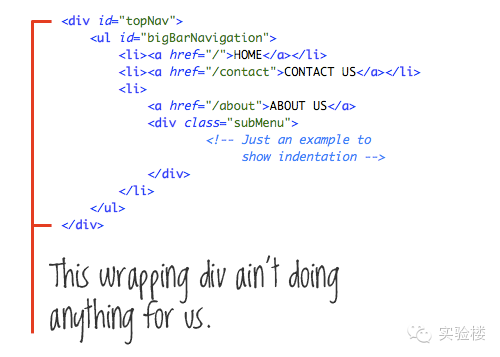 <div id="topNav">
<ul id="bigBarNavigation">
<li><a href="/">HOME</a></li>
<li><a href="/contact">CONTACT US</a></li>
<li>
<a href="/about">ABOUT US</a>
<div class="subMenu">
<!-- Just an example to
show indentation -->
</div>
</li>
</ul>
</div>
This wrapping div ain't doing
anything for us.
实验楼